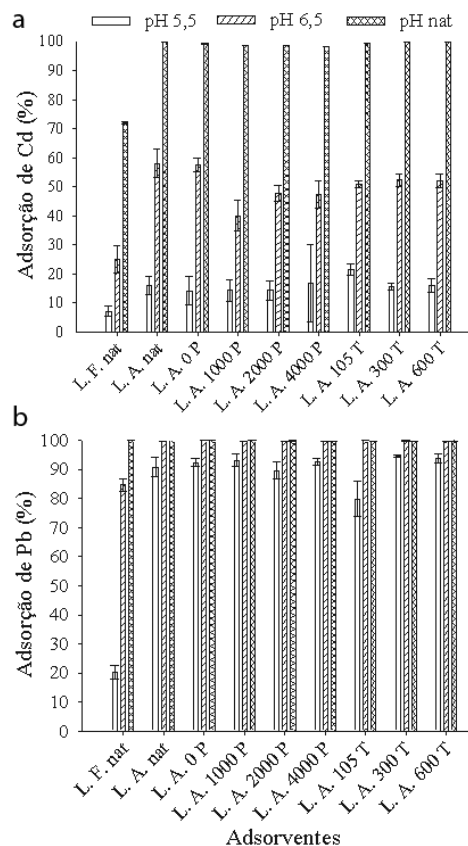 a
pH 5,5 pH 6,5 pH nat
Adsorção de Cd (%)
100
90
80
70
60
50
40
30
20
10
0
L. F. nat
L. A. nat
L. A. 0 P
L. A. 1000 P
L. A. 2000 P
L. A. 4000 P
L. A. 105 T
L. A. 300 T
L. A. 600 T
b
Adsorção de Pb (%)
100
90
80
70
60
50
40
30
20
10
0
L. F. nat
L. A. nat
L. A. 0 P
L. A. 1000 P
L. A. 2000 P
L. A. 4000 P
L. A. 105 T
L. A. 300 T
L. A. 600 T
Adsorventes